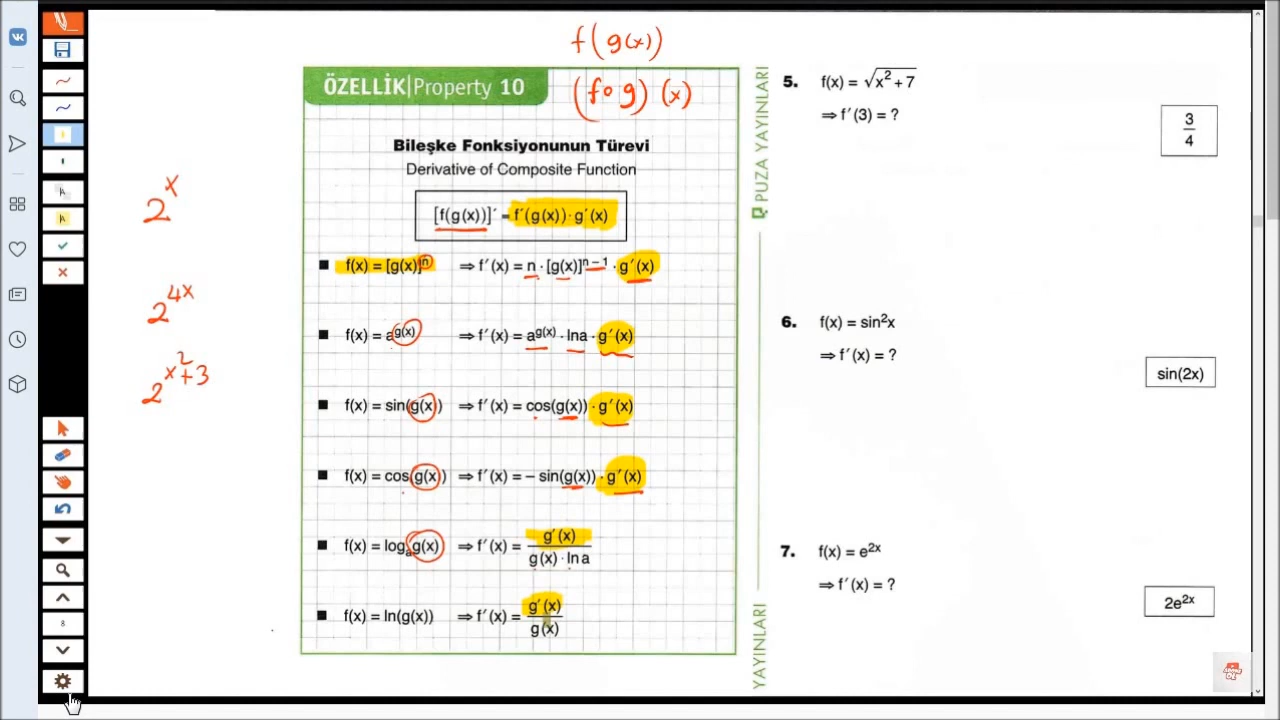 f(g(x))
(f∘g)(x)
ÖZELLİK|Property 10
Bileşke Fonksiyonunun Türevi
Derivative of Composite Function
[f(g(x))]′ = f′(g(x))·g′(x)
■ f(x) = [g(x)]ⁿ ⇒ f′(x) = n · [g(x)]ⁿ⁻¹ · g′(x)
■ f(x) = a^g(x) ⇒ f′(x) = a^g(x) · lna · g′(x)
■ f(x) = sin(g(x)) ⇒ f′(x) = cos(g(x)) · g′(x)
■ f(x) = cos(g(x)) ⇒ f′(x) = – sin(g(x)) · g′(x)
■ f(x) = logₐg(x) ⇒ f′(x) = g′(x) / g(x) · lna
■ f(x) = ln(g(x)) ⇒ f′(x) = g′(x) / g(x)
2^x
2^4x
2^x²+3
PUZA YAYINLARI
5. f(x) = √x²+7
⇒ f′(3) = ?
3/4
6. f(x) = sin²x
⇒ f′(x) = ?
sin(2x)
7. f(x) = e^2x
⇒ f′(x) = ?
2e^2x
YAYINLARI
8